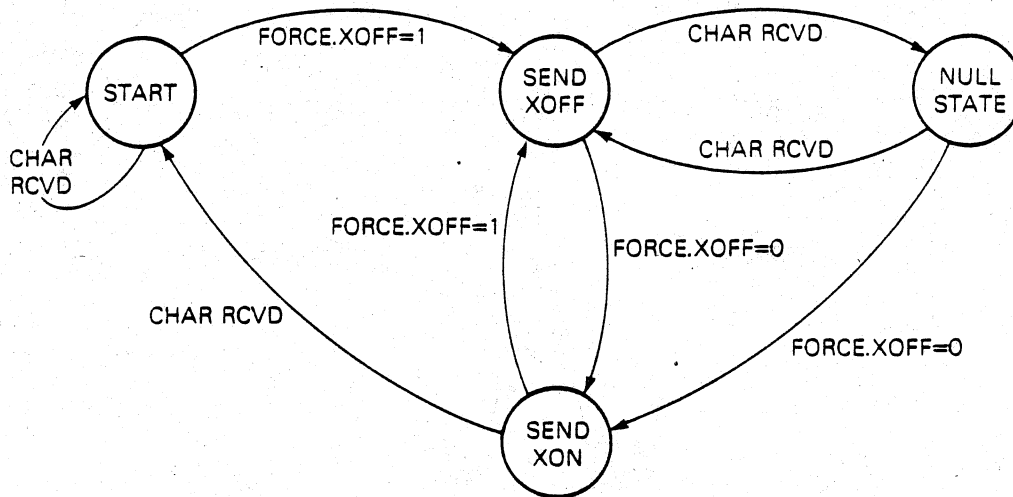 FORCE.XOFF=1
CHAR RCVD
START
SEND
XOFF
NULL
STATE
CHAR
RCVD
CHAR RCVD
FORCE.XOFF=1
FORCE.XOFF=0
CHAR RCVD
FORCE.XOFF=0
SEND
XON